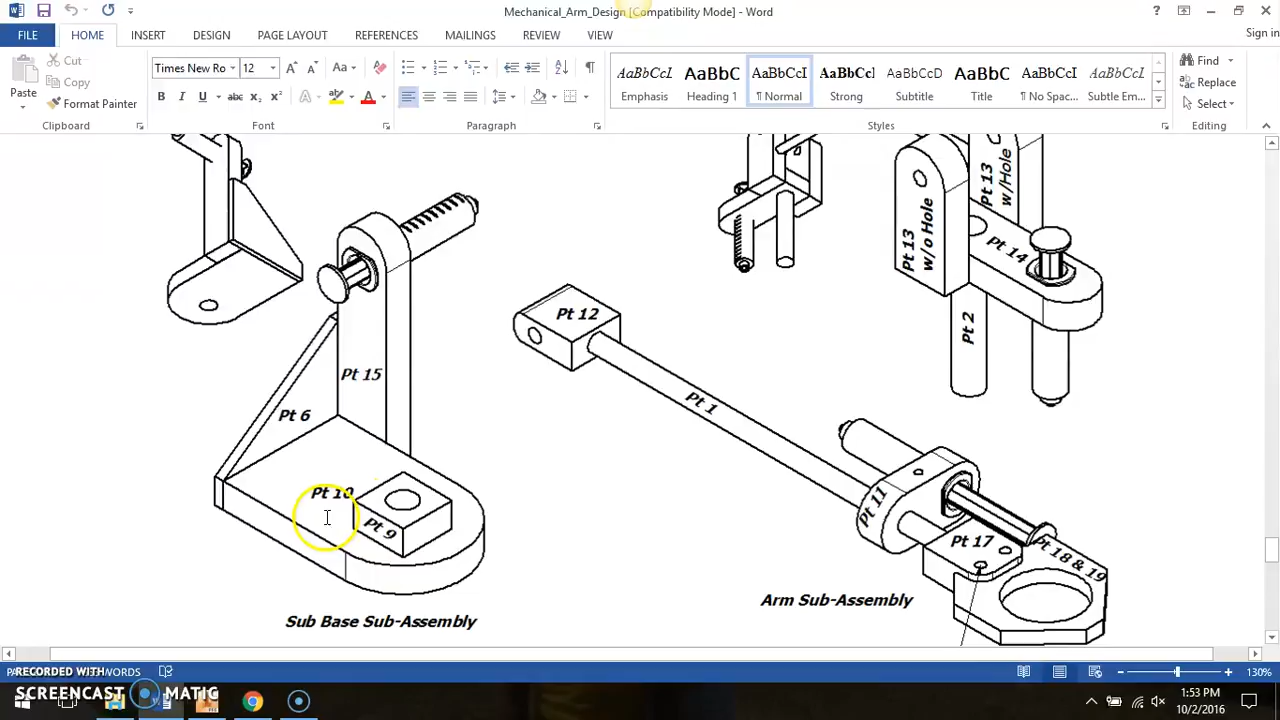 Mechanical_Arm_Design [Compatibility Mode] - Word
FILE HOME INSERT DESIGN PAGE LAYOUT REFERENCES MAILINGS REVIEW VIEW Sign in
Paste Cut Copy Format Painter
Times New Ro 12 Aa
B I U abc x₂ x² A A
Clipboard Font Paragraph Styles Editing
AaBbCcI AaBbC AaBbCcI AaBbCcI AaBbCcD AaBbC AaBbCcI AaBbCcI
Emphasis Heading 1 ¶ Normal Strong Subtitle Title ¶ No Spac... Subtle Em...
Find
Replace
Select
Pt 13 w/Hole
Pt 13 w/o Hole
Pt 14
Pt 2
Pt 12
Pt 15
Pt 1
Pt 6
Pt 10
Pt 9
Pt 11
Pt 17
Pt 18 & 19
Arm Sub-Assembly
Sub Base Sub-Assembly
RECORDED WITH WORDS 130%
SCREENCAST MATIC
1:53 PM
10/2/2016